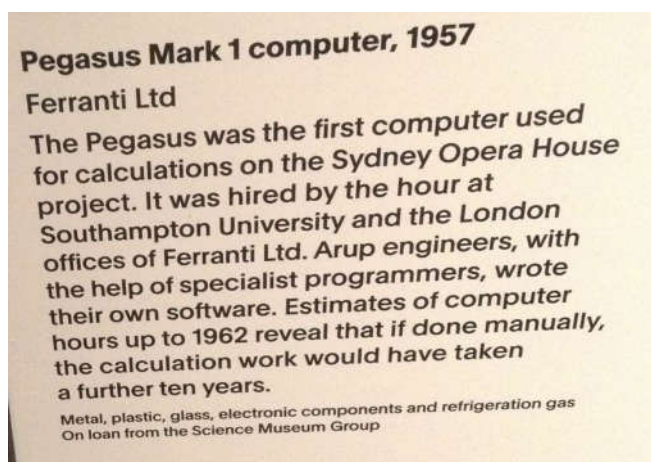 Pegasus Mark 1 computer, 1957
Ferranti Ltd
The Pegasus was the first computer used
for calculations on the Sydney Opera House
project. It was hired by the hour at
Southampton University and the London
offices of Ferranti Ltd. Arup engineers, with
the help of specialist programmers, wrote
their own software. Estimates of computer
hours up to 1962 reveal that if done manually,
the calculation work would have taken
a further ten years.
Metal, plastic, glass, electronic components and refrigeration gas
On loan from the Science Museum Group